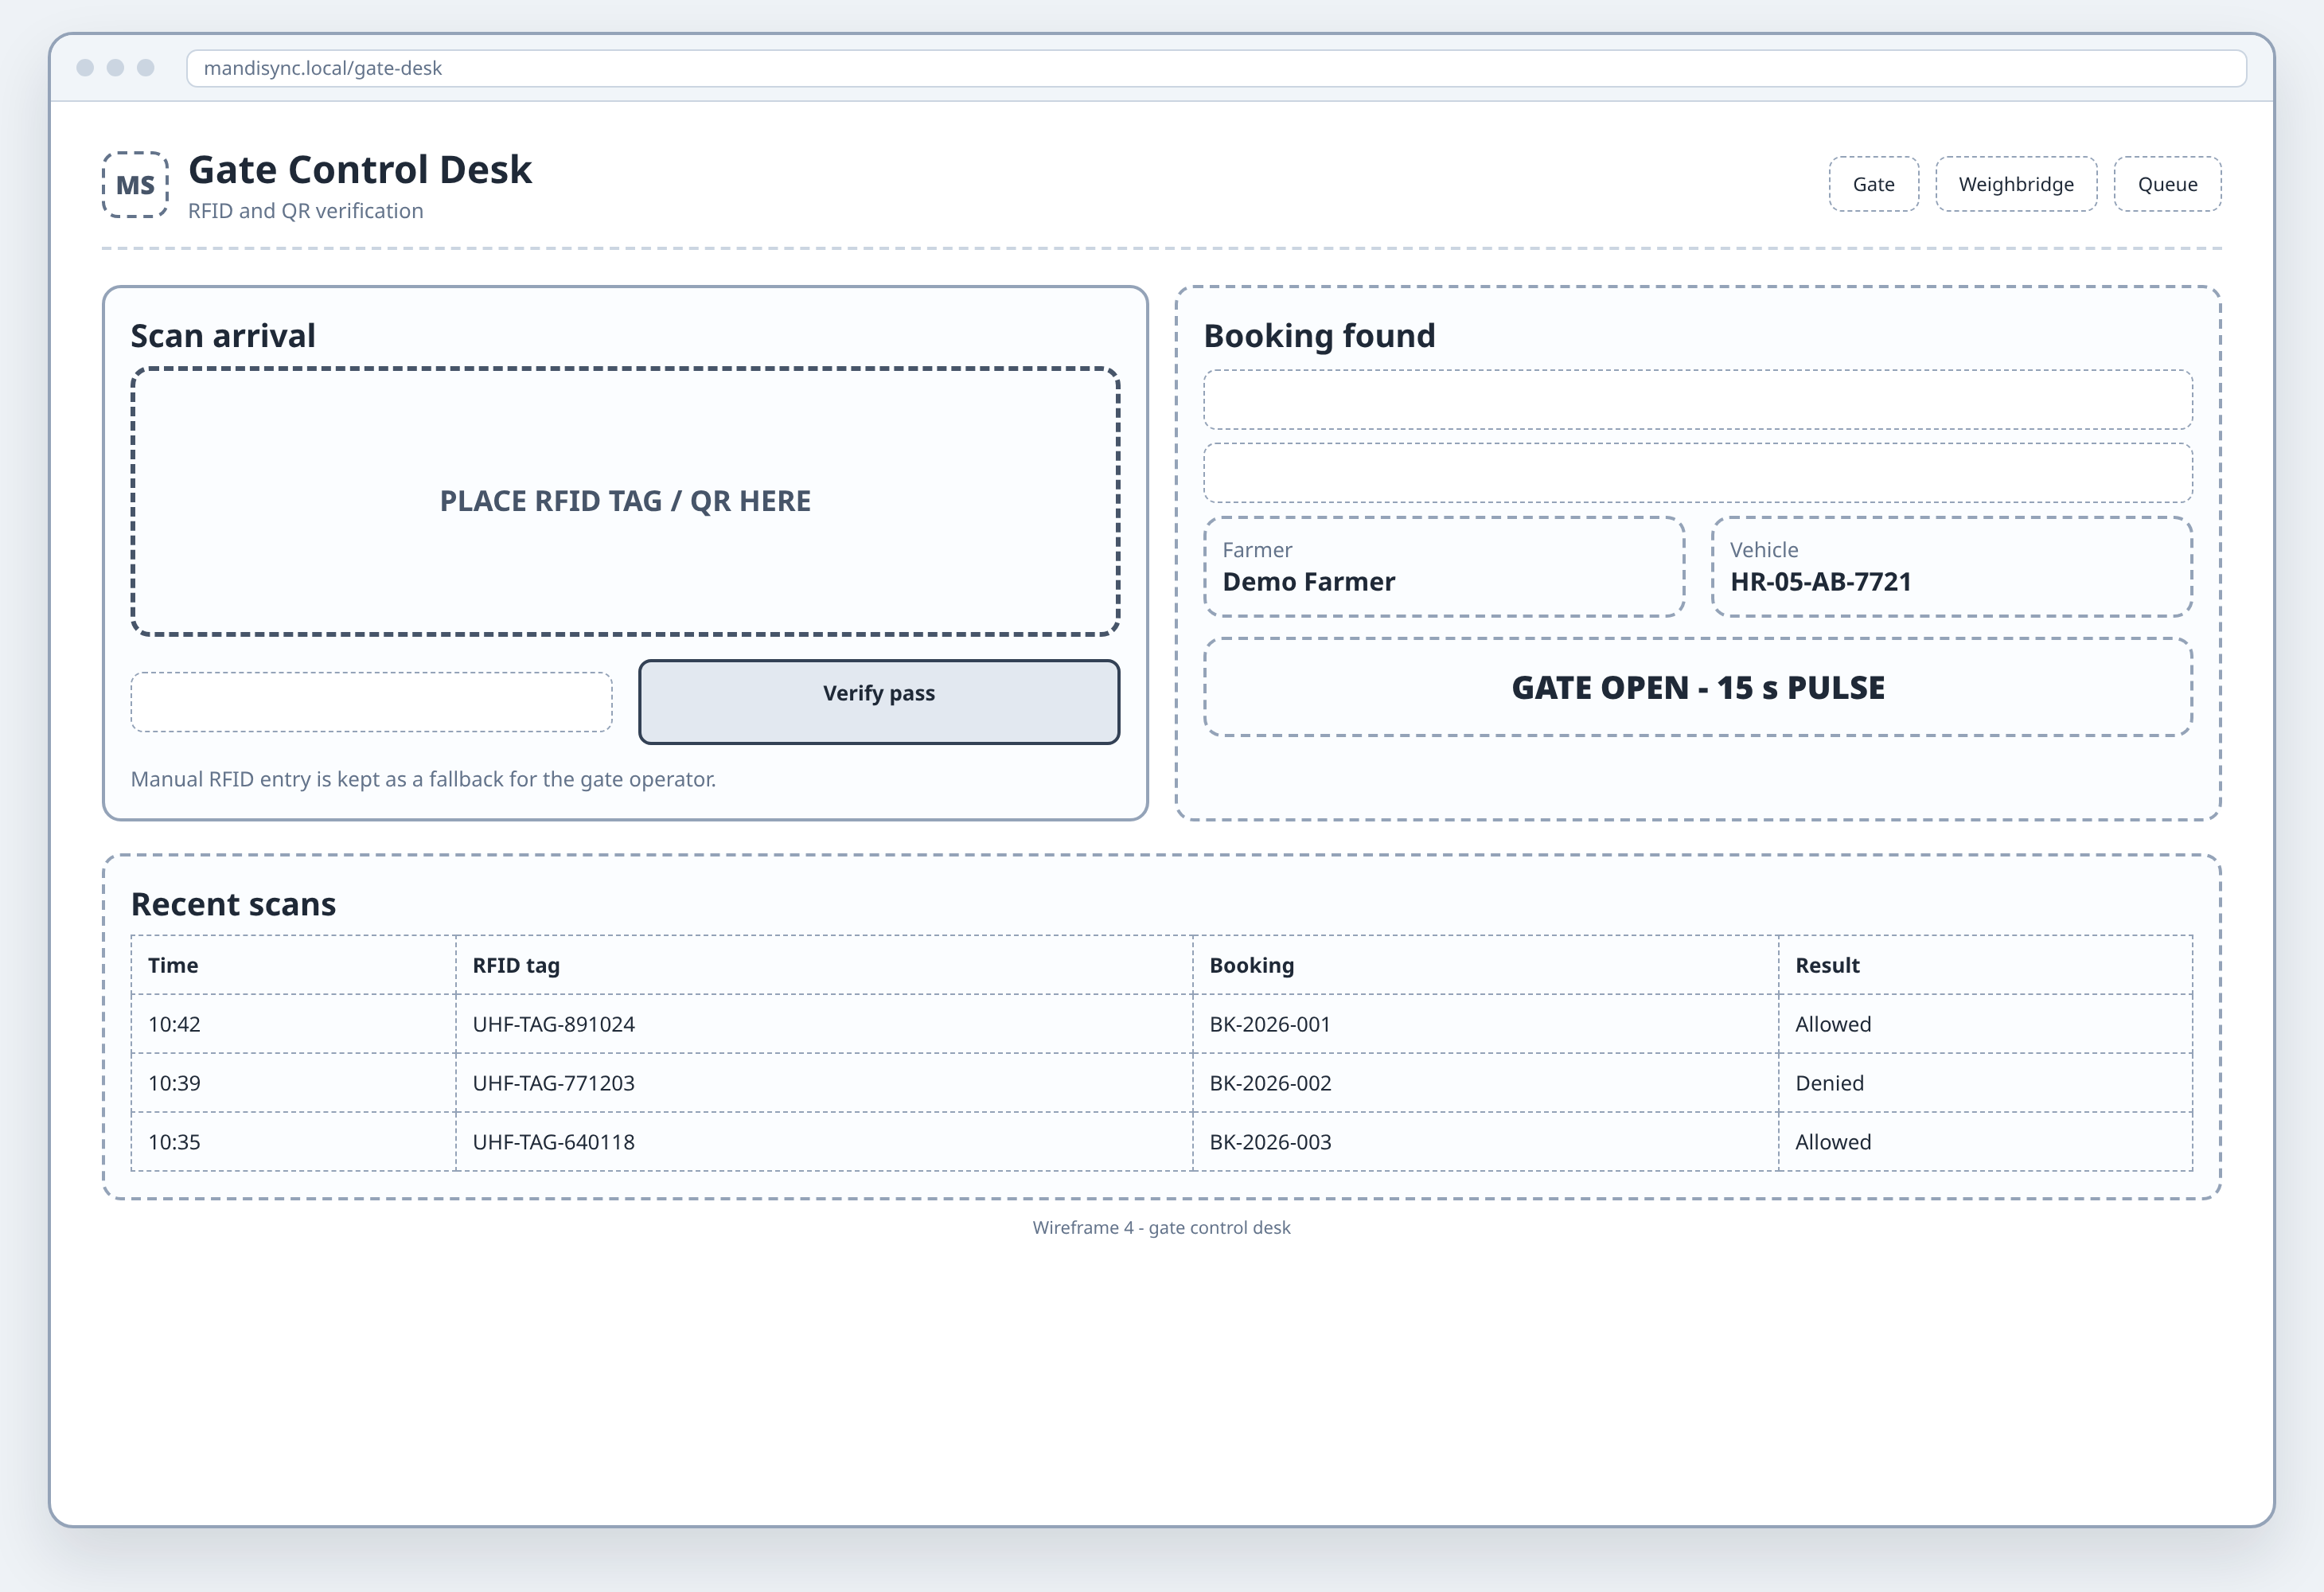 mandisync.local/gate-desk
MS
Gate Control Desk
RFID and QR verification
Gate
Weighbridge
Queue
Scan arrival
PLACE RFID TAG / QR HERE
Verify pass
Manual RFID entry is kept as a fallback for the gate operator.
Booking found
Farmer
Demo Farmer
Vehicle
HR-05-AB-7721
GATE OPEN - 15 s PULSE
Recent scans
Time RFID tag Booking Result
10:42 UHF-TAG-891024 BK-2026-001 Allowed
10:39 UHF-TAG-771203 BK-2026-002 Denied
10:35 UHF-TAG-640118 BK-2026-003 Allowed
Wireframe 4 - gate control desk